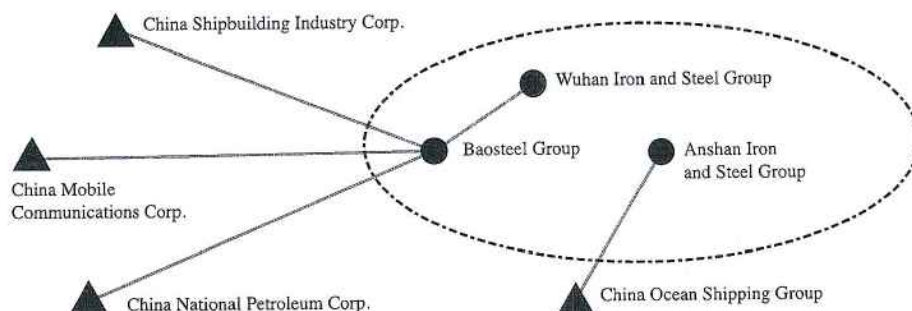 China Shipbuilding Industry Corp.
Wuhan Iron and Steel Group
Baosteel Group
Anshan Iron
and Steel Group
China Mobile
Communications Corp.
China National Petroleum Corp.
China Ocean Shipping Group